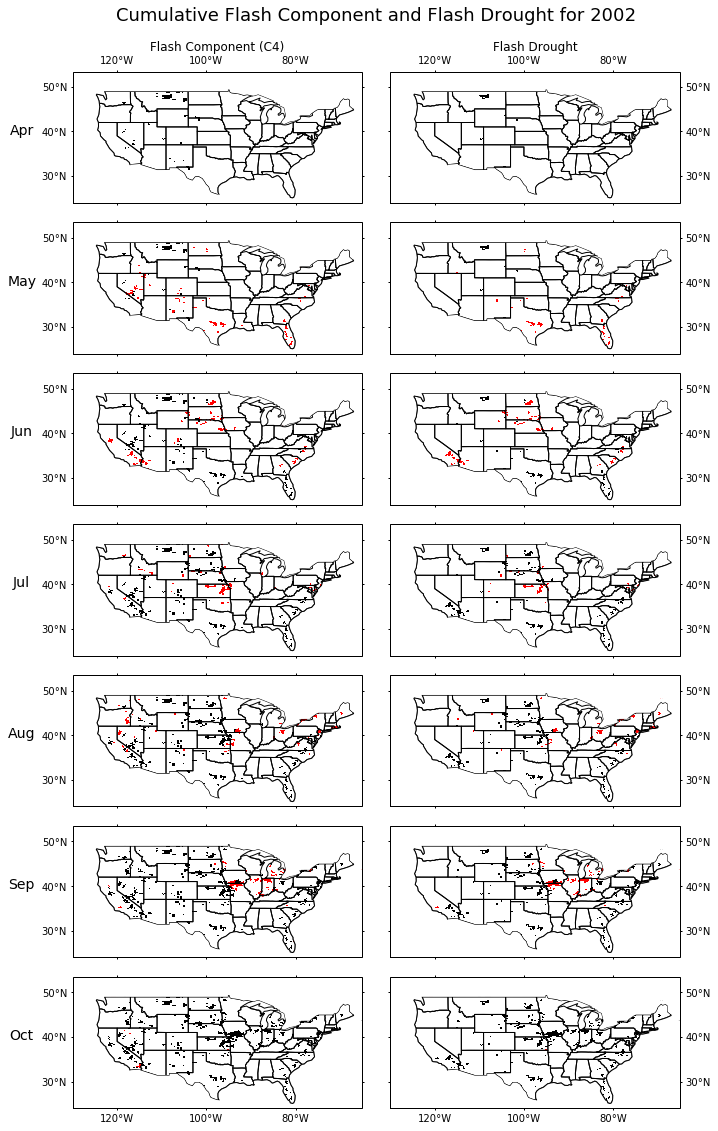 Cumulative Flash Component and Flash Drought for 2002
Flash Component (C4) Flash Drought
120°W 100°W 80°W 120°W 100°W 80°W
50°N 50°N
Apr 40°N 40°N
30°N 30°N
50°N 50°N
May 40°N 40°N
30°N 30°N
50°N 50°N
Jun 40°N 40°N
30°N 30°N
50°N 50°N
Jul 40°N 40°N
30°N 30°N
50°N 50°N
Aug 40°N 40°N
30°N 30°N
50°N 50°N
Sep 40°N 40°N
30°N 30°N
50°N 50°N
Oct 40°N 40°N
30°N 30°N
120°W 100°W 80°W 120°W 100°W 80°W